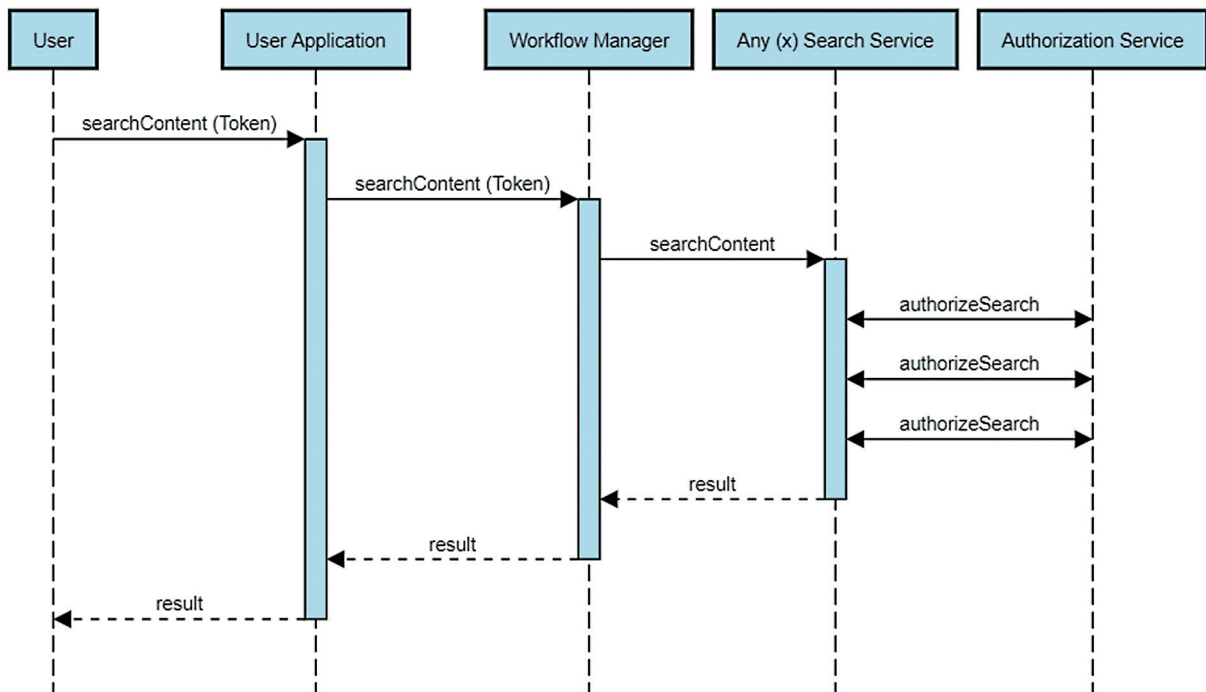 User
User Application
Workflow Manager
Any (x) Search Service
Authorization Service
searchContent (Token)
searchContent (Token)
searchContent
authorizeSearch
authorizeSearch
authorizeSearch
result
result
result